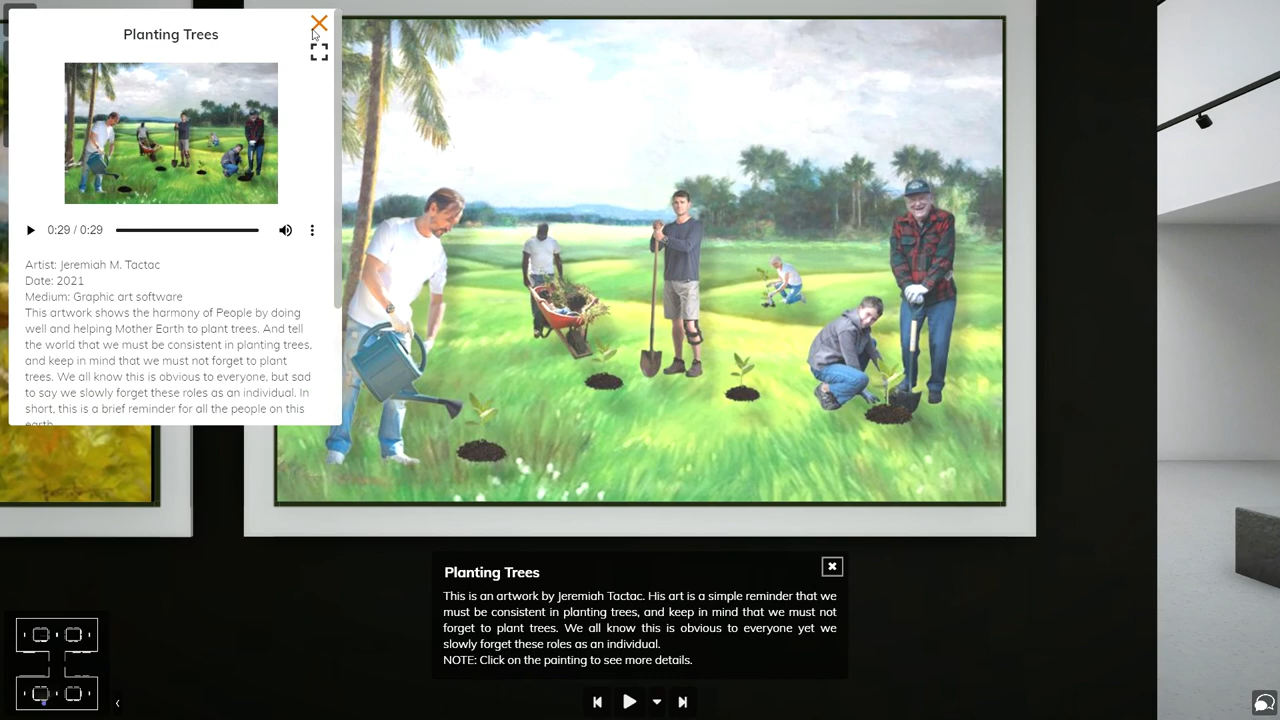 Planting Trees
0:29 / 0:29
Artist: Jeremiah M. Tactac
Date: 2021
Medium: Graphic art software
This artwork shows the harmony of People by doing
well and helping Mother Earth to plant trees. And tell
the world that we must be consistent in planting trees,
and keep in mind that we must not forget to plant
trees. We all know this is obvious to everyone, but sad
to say we slowly forget these roles as an individual. In
short, this is a brief reminder for all the people on this
earth
Planting Trees
This is an artwork by Jeremiah Tactac. His art is a simple reminder that we
must be consistent in planting trees, and keep in mind that we must not
forget to plant trees. We all know this is obvious to everyone yet we
slowly forget these roles as an individual.
NOTE: Click on the painting to see more details.